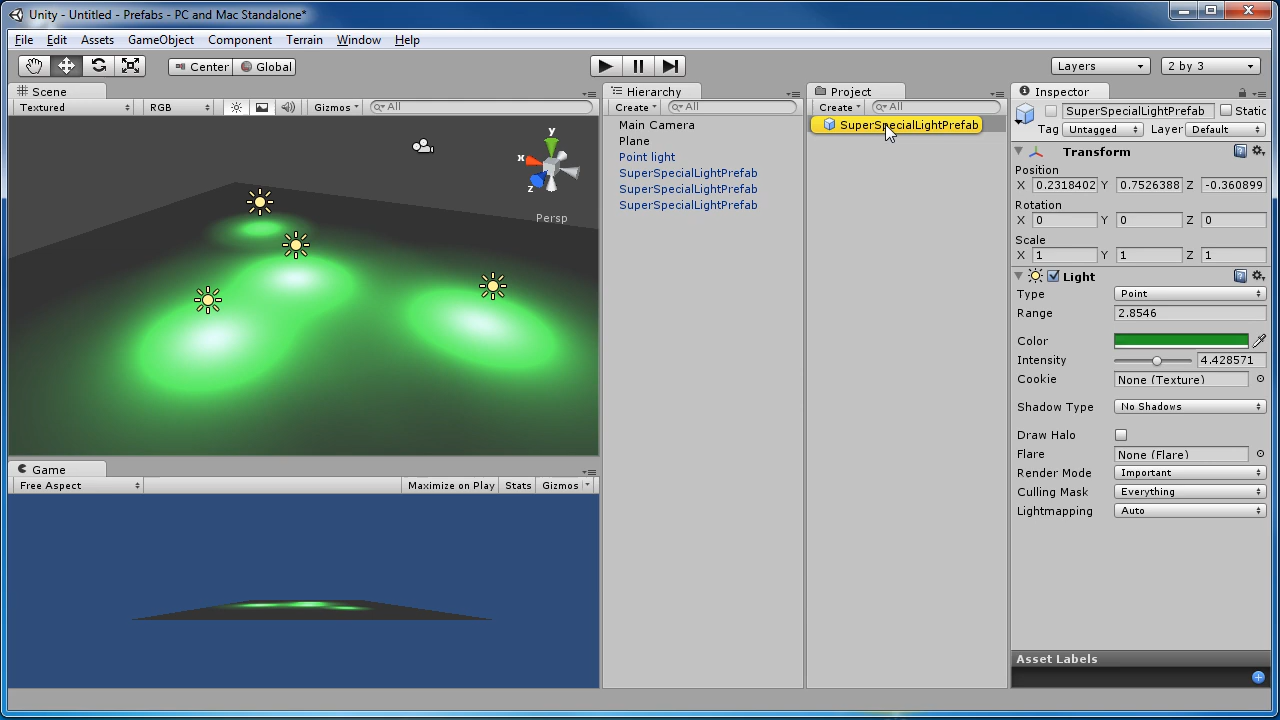 Unity - Untitled - Prefabs - PC and Mac Standalone*
File Edit Assets GameObject Component Terrain Window Help
Center Global Layers 2 by 3
Scene
Textured RGB Gizmos All
y
x
z
Persp
Game
Free Aspect Maximize on Play Stats Gizmos
Hierarchy
Create All
Main Camera
Plane
Point light
SuperSpecialLightPrefab
SuperSpecialLightPrefab
SuperSpecialLightPrefab
Project
Create All
SuperSpecialLightPrefab
Inspector
SuperSpecialLightPrefab Static
Tag Untagged Layer Default
Transform
Position
X 0.2318402 Y 0.7526388 Z -0.360899
Rotation
X 0 Y 0 Z 0
Scale
X 1 Y 1 Z 1
Light
Type Point
Range 2.8546
Color
Intensity 4.428571
Cookie None (Texture)
Shadow Type No Shadows
Draw Halo
Flare None (Flare)
Render Mode Important
Culling Mask Everything
Lightmapping Auto
Asset Labels